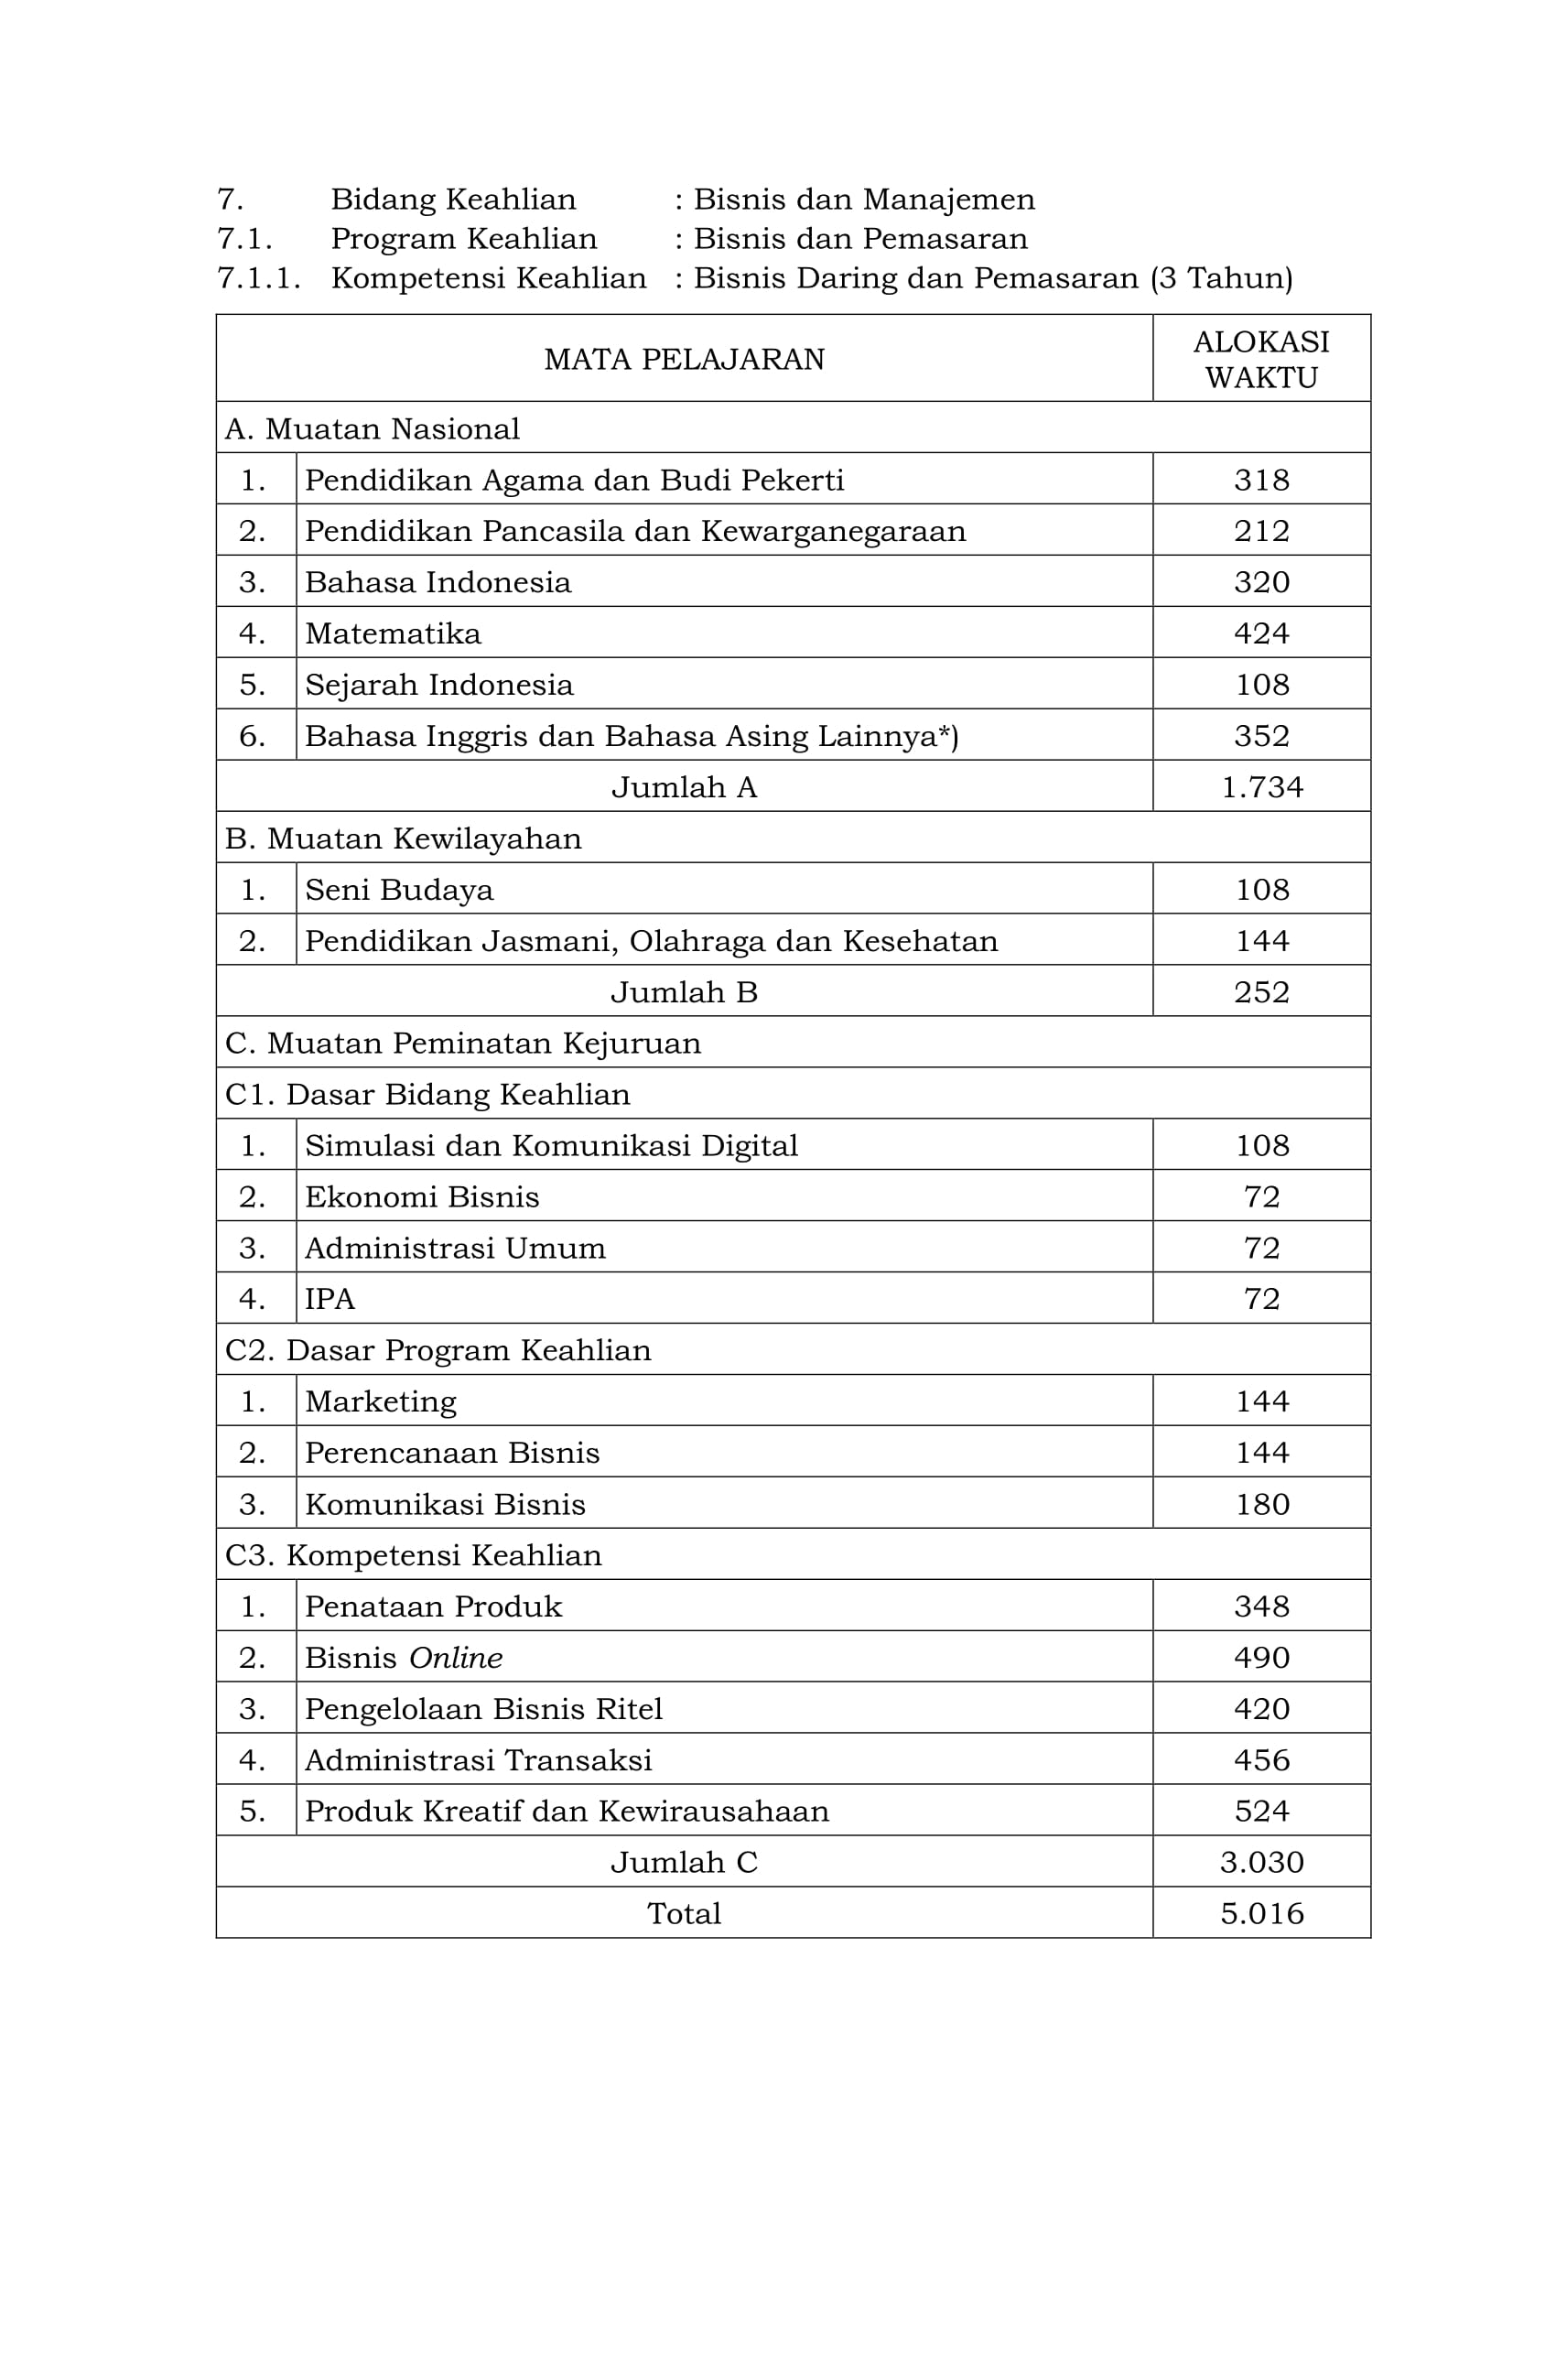 7. Bidang Keahlian : Bisnis dan Manajemen
7.1. Program Keahlian : Bisnis dan Pemasaran
7.1.1. Kompetensi Keahlian : Bisnis Daring dan Pemasaran (3 Tahun)
MATA PELAJARAN ALOKASI
WAKTU
A. Muatan Nasional
1. Pendidikan Agama dan Budi Pekerti 318
2. Pendidikan Pancasila dan Kewarganegaraan 212
3. Bahasa Indonesia 320
4. Matematika 424
5. Sejarah Indonesia 108
6. Bahasa Inggris dan Bahasa Asing Lainnya*) 352
Jumlah A 1.734
B. Muatan Kewilayahan
1. Seni Budaya 108
2. Pendidikan Jasmani, Olahraga dan Kesehatan 144
Jumlah B 252
C. Muatan Peminatan Kejuruan
C1. Dasar Bidang Keahlian
1. Simulasi dan Komunikasi Digital 108
2. Ekonomi Bisnis 72
3. Administrasi Umum 72
4. IPA 72
C2. Dasar Program Keahlian
1. Marketing 144
2. Perencanaan Bisnis 144
3. Komunikasi Bisnis 180
C3. Kompetensi Keahlian
1. Penataan Produk 348
2. Bisnis Online 490
3. Pengelolaan Bisnis Ritel 420
4. Administrasi Transaksi 456
5. Produk Kreatif dan Kewirausahaan 524
Jumlah C 3.030
Total 5.016